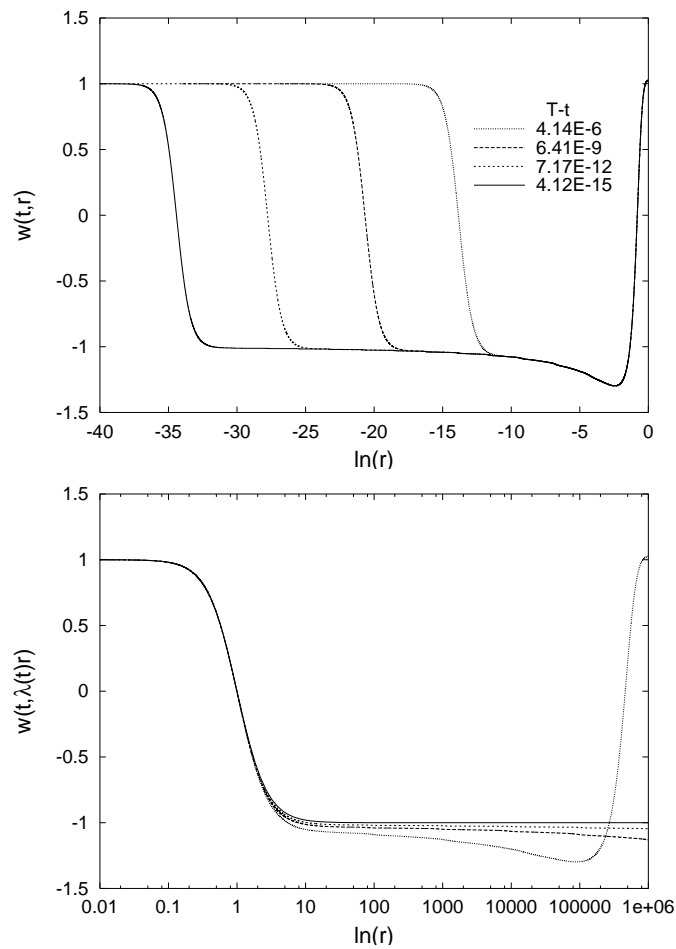 1.5
1
0.5
0
-0.5
-1
-1.5
w(t,r)
T-t
4.14E-6
6.41E-9
7.17E-12
4.12E-15
-40 -35 -30 -25 -20 -15 -10 -5 0
ln(r)
1.5
1
0.5
0
-0.5
-1
-1.5
w(t,λ(t)r)
0.01 0.1 1 10 100 1000 10000 100000 1e+06
ln(r)